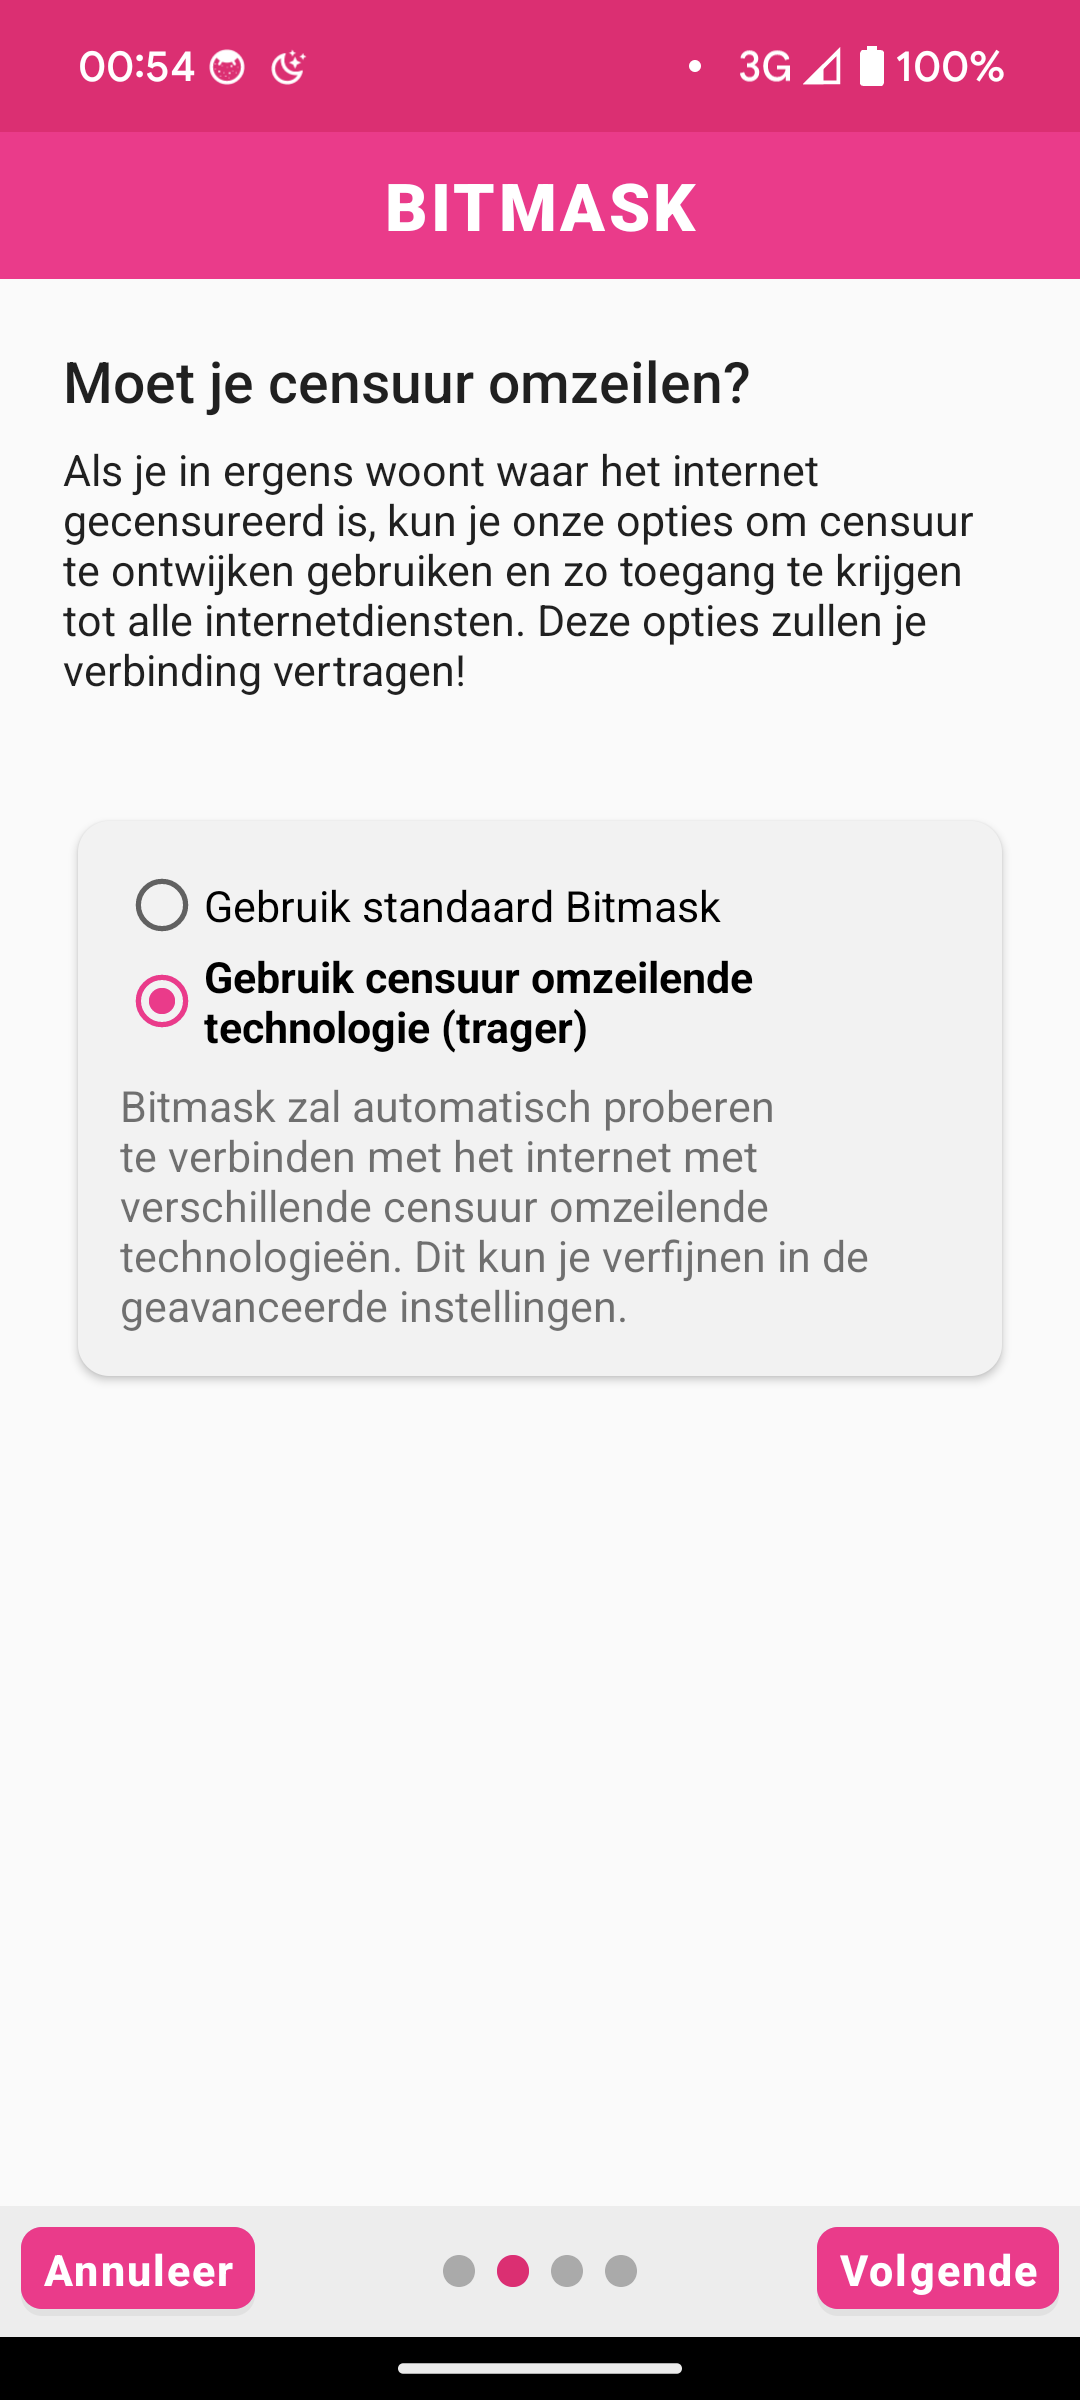 00:54
3G
100%
BITMASK
Moet je censuur omzeilen?
Als je in ergens woont waar het internet
gecensureerd is, kun je onze opties om censuur
te ontwijken gebruiken en zo toegang te krijgen
tot alle internetdiensten. Deze opties zullen je
verbinding vertragen!
Gebruik standaard Bitmask
Gebruik censuur omzeilende
technologie (trager)
Bitmask zal automatisch proberen
te verbinden met het internet met
verschillende censuur omzeilende
technologieën. Dit kun je verfijnen in de
geavanceerde instellingen.
Annuleer
Volgende